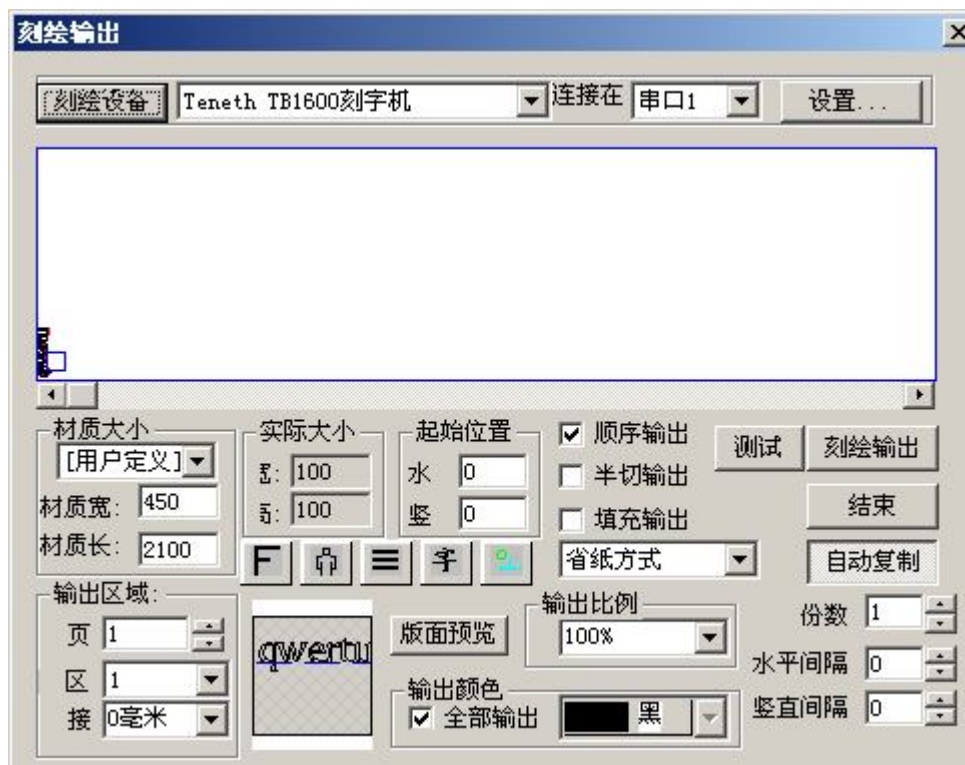 刻绘输出
刻绘设备 Teneth TB1600刻字机 连接在 串口1 设置...
材质大小
[用户定义]
材质宽: 450
材质长: 2100
实际大小
100
100
起始位置
水 0
竖 0
顺序输出
半切输出
填充输出
省纸方式
测试 刻绘输出
结束
自动复制
F
输出区域:
页 1
区 1
接 0毫米
qwertu
版面预览
输出比例
100%
输出颜色
全部输出 黑
份数 1
水平间隔 0
竖直间隔 0